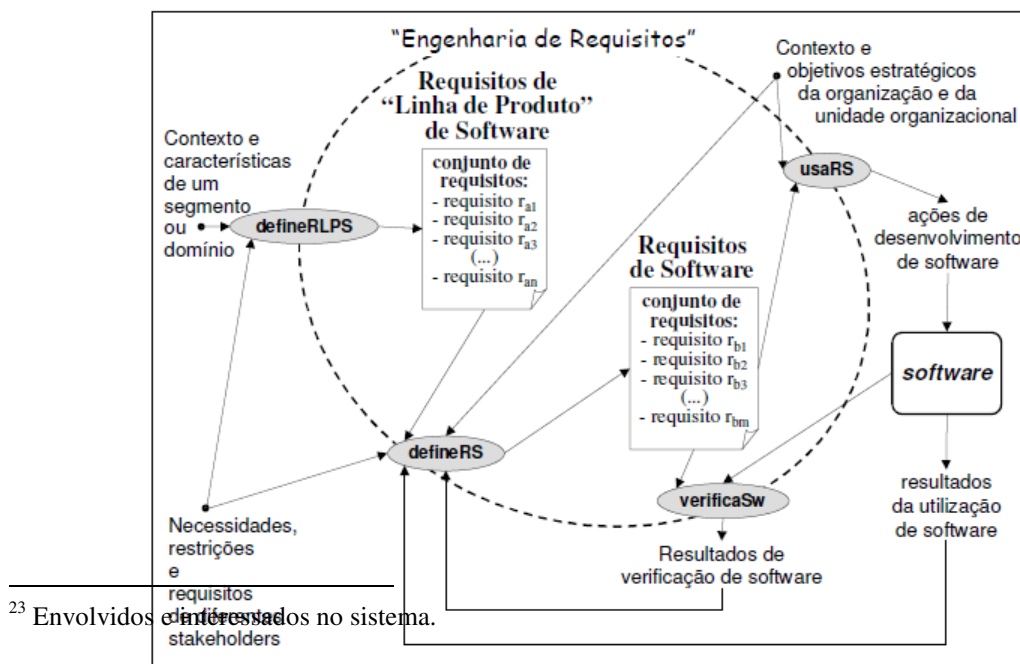 “Engenharia de Requisitos”
Contexto e
objetivos estratégicos
da organização e da
unidade organizacional
Requisitos de
“Linha de Produto”
de Software
Contexto e
características
de um
segmento
ou
domínio
defineRLPS
conjunto de
requisitos:
- requisito ra1
- requisito ra2
- requisito ra3
(...)
- requisito ran
usaRS
ações de
desenvolvimento
de software
Requisitos
de Software
conjunto de
requisitos:
- requisito rb1
- requisito rb2
- requisito rb3
(...)
- requisito rbm
software
defineRS
verificaSw
resultados
da utilização
de software
Resultados de
verificação de software
Necessidades,
restrições
e
requisitos
de diferentes
stakeholders
23 Envolvidos e interessados no sistema.